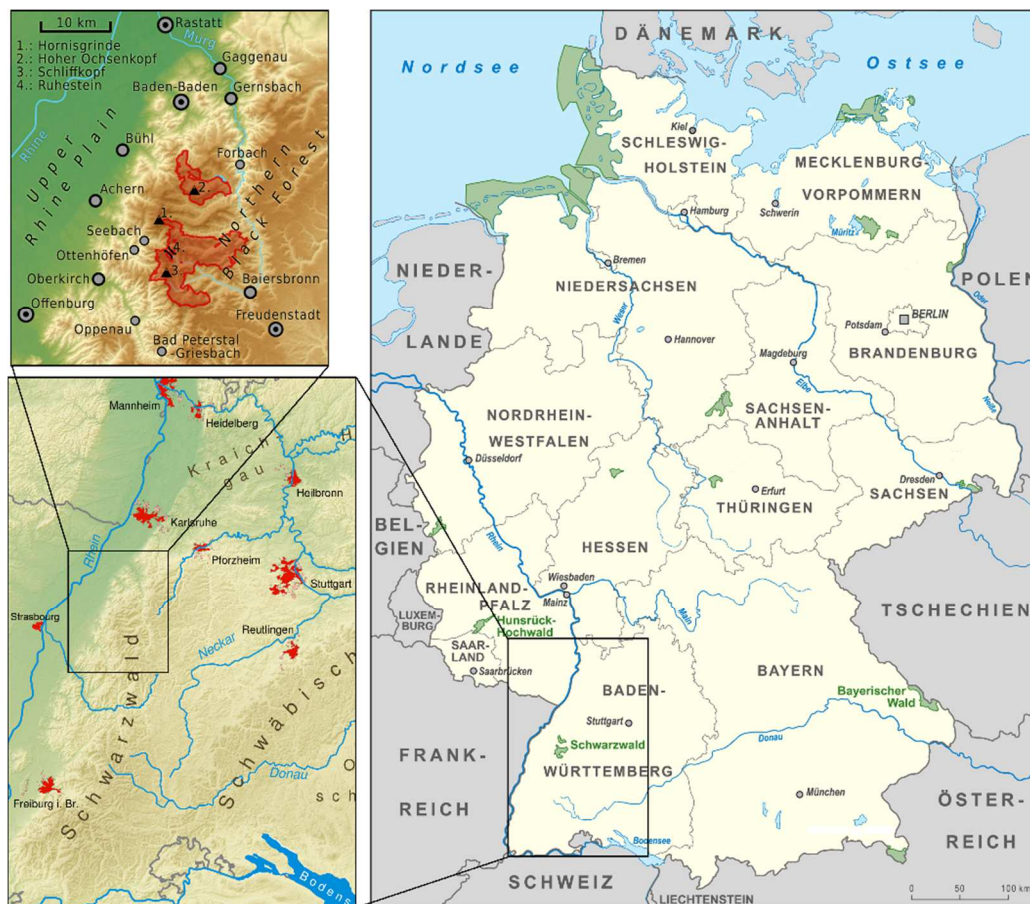 10 km
Rastatt
1.: Hornisgrinde
2.: Hoher Ochsenkopf
3.: Schliffkopf
4.: Ruhestein
Murg
Gaggenau
Baden-Baden
Gernsbach
Rhine
Upper
Rhine Plain
Bühl
Forbach
2.
Achern
Northern
Black Forest
1.
Seebach
4.
Ottenhöfen
3.
Oberkirch
Baiersbronn
Offenburg
Oppenau
Freudenstadt
Bad Peterstal
-Griesbach
Mannheim
Heidelberg
Kraich-
gau
H
Heilbronn
Karlsruhe
Rhein
Pforzheim
Stuttgart
Strasbourg
Reutlingen
Neckar
Schwarzwald
Schwäbisch
Donau
O
sch
Freiburg i. Br.
Bodens
DÄNEMARK
Nordsee
Ostsee
Kiel
SCHLESWIG-
HOLSTEIN
MECKLENBURG-
VORPOMMERN
Hamburg
Schwerin
Müritz
NIEDER-
LANDE
Bremen
NIEDERSACHSEN
Weser
POLEN
Oder
BERLIN
Potsdam
Hannover
BRANDENBURG
Magdeburg
Elbe
Neiße
NORDRHEIN-
WESTFALEN
SACHSEN-
ANHALT
Düsseldorf
Dresden
SACHSEN
Erfurt
THÜRINGEN
BEL-
GIEN
Rhein
HESSEN
Wiesbaden
Mainz
RHEINLAND-
PFALZ
LUXEM-
BURG
Hunsrück-
Hochwald
Main
TSCHECHIEN
SAAR-
LAND
Saarbrücken
BAYERN
BADEN-
WÜRTTEMBERG
Bayerischer
Wald
Stuttgart
Schwarzwald
Donau
FRANK-
REICH
München
ÖSTER-
REICH
Bodensee
SCHWEIZ
LIECHTENSTEIN
0 50 100 km